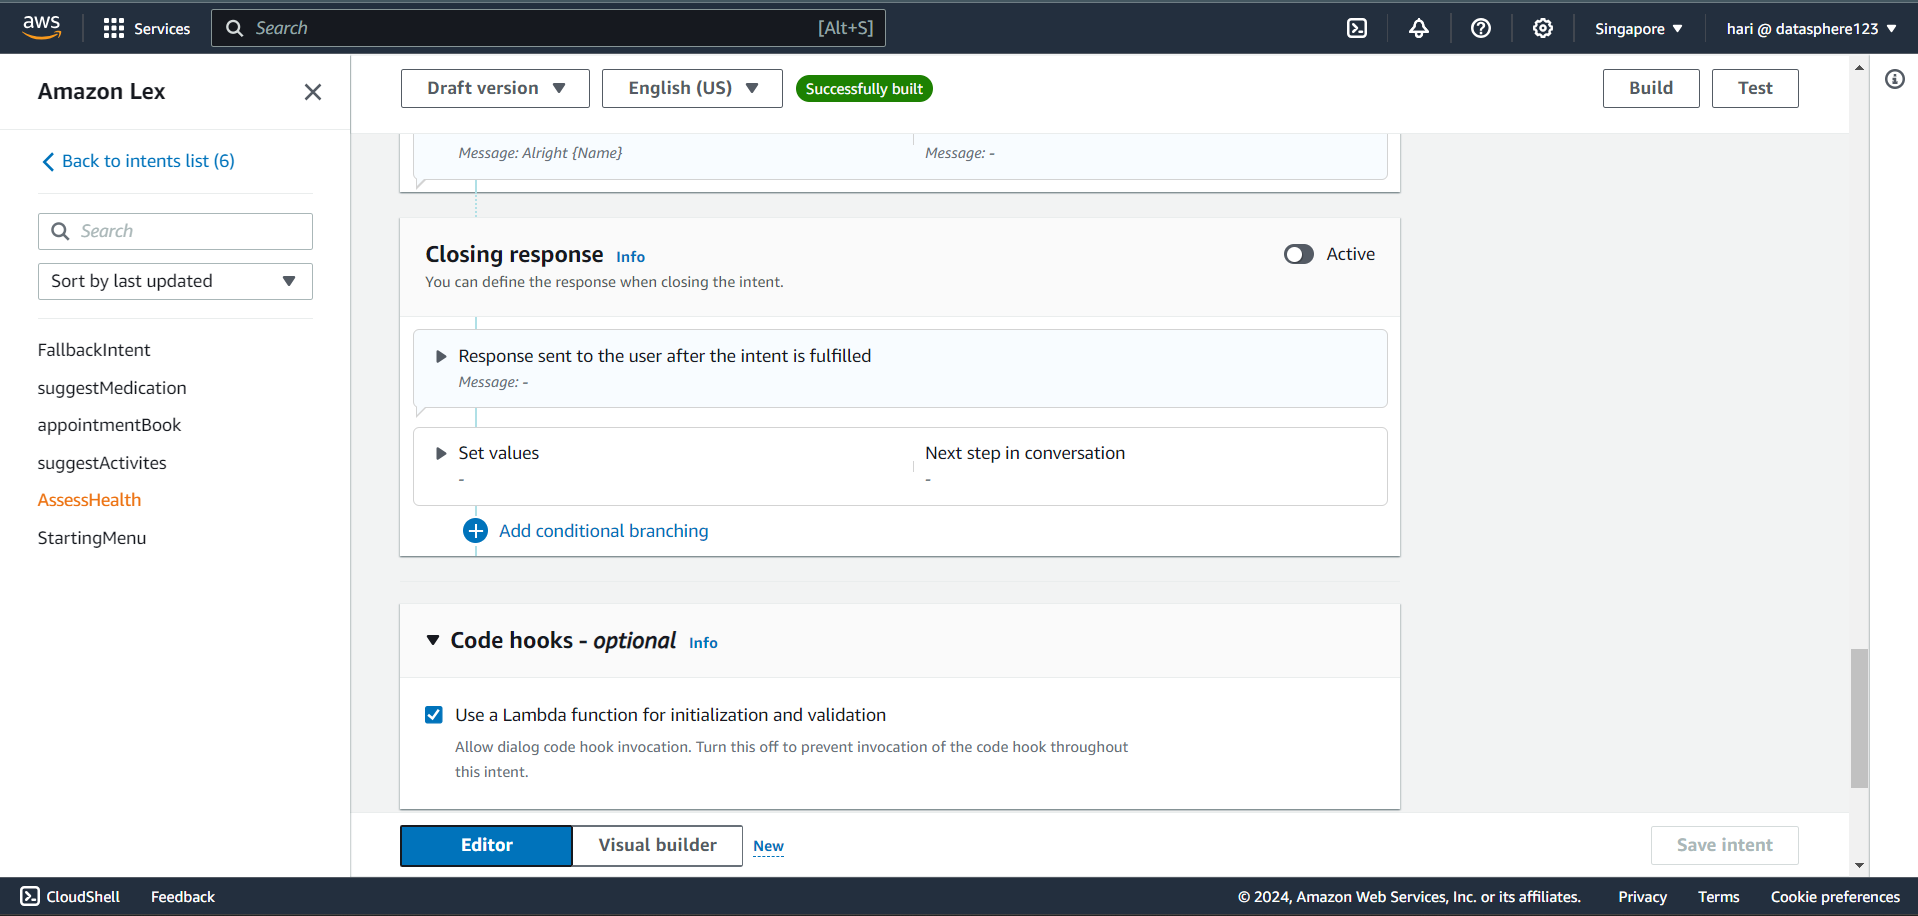 aws
Services
Search
[Alt+S]
Singapore ▼
hari @ datasphere123 ▼
Amazon Lex
Back to intents list (6)
Search
Sort by last updated
FallbackIntent
suggestMedication
appointmentBook
suggestActivites
AssessHealth
StartingMenu
Draft version
English (US)
Successfully built
Build
Test
Message: Alright {Name}
Message: -
Closing response Info
Active
You can define the response when closing the intent.
Response sent to the user after the intent is fulfilled
Message: -
Set values
Next step in conversation
-
-
Add conditional branching
Code hooks - optional Info
Use a Lambda function for initialization and validation
Allow dialog code hook invocation. Turn this off to prevent invocation of the code hook throughout
this intent.
Editor
Visual builder
New
Save intent
CloudShell
Feedback
© 2024, Amazon Web Services, Inc. or its affiliates.
Privacy
Terms
Cookie preferences